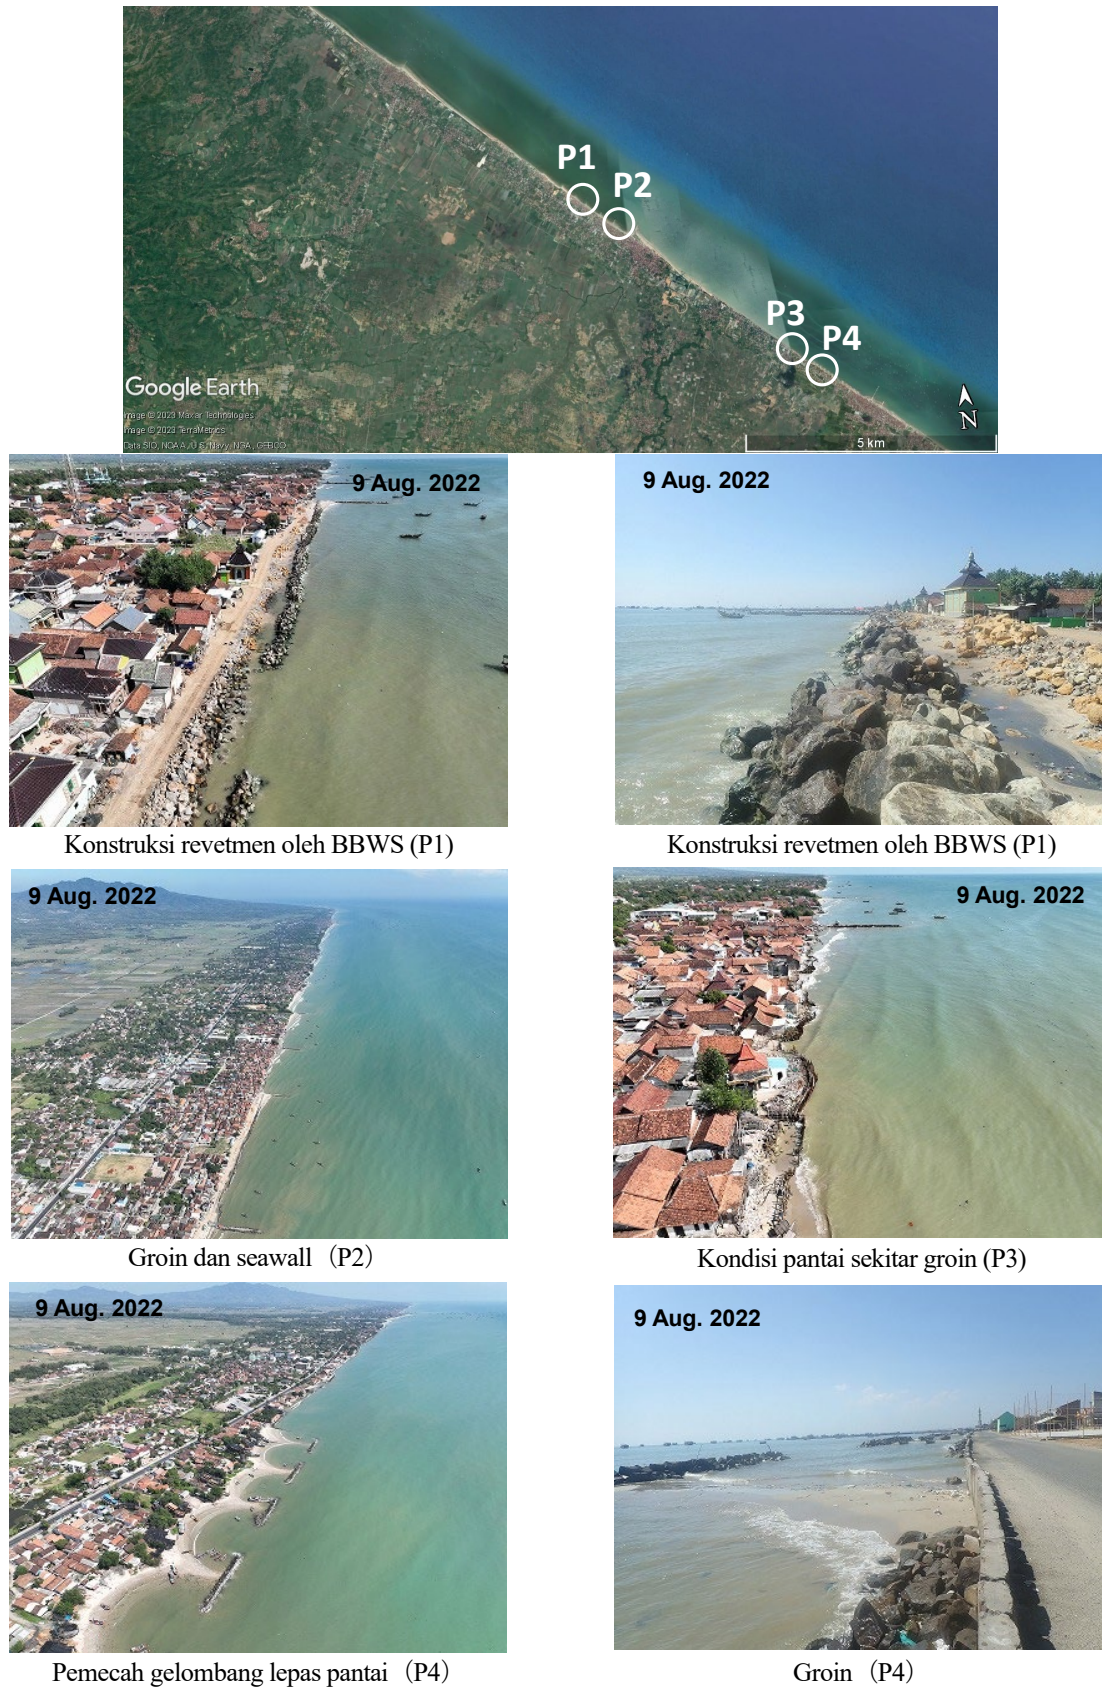 P1
P2
P3
P4
Google Earth
Image © 2023 Maxar Technologies
Image © 2023 TerraMetrics
Data SIO, NOAA, U.S. Navy, NGA, GEBCO
N
5 km
9 Aug. 2022
9 Aug. 2022
Konstruksi revetmen oleh BBWS (P1)
Konstruksi revetmen oleh BBWS (P1)
9 Aug. 2022
9 Aug. 2022
Groin dan seawall（P2）
Kondisi pantai sekitar groin (P3)
9 Aug. 2022
9 Aug. 2022
Pemecah gelombang lepas pantai（P4）
Groin（P4）